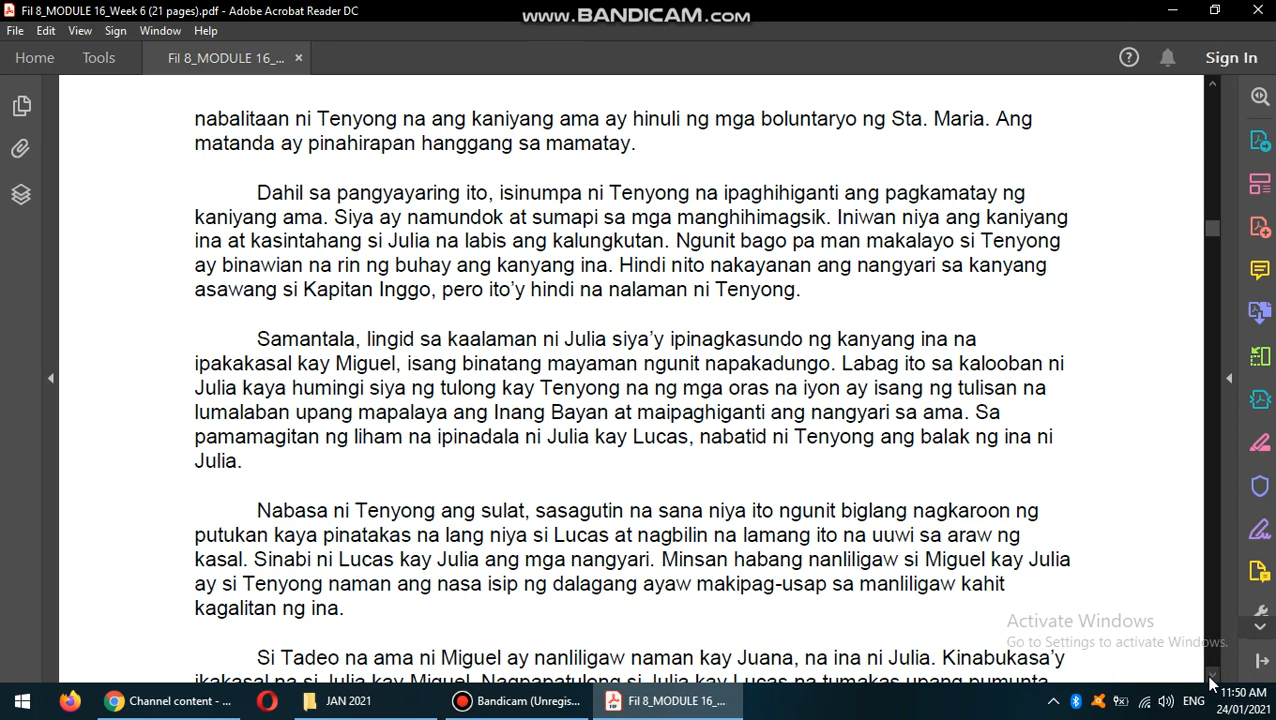 Fil 8_MODULE 16_Week 6 (21 pages).pdf - Adobe Acrobat Reader DC
www.BANDICAM.com
File Edit View Sign Window Help
Home Tools Fil 8_MODULE 16_... × Sign In
nabalitaan ni Tenyong na ang kaniyang ama ay hinuli ng mga boluntaryo ng Sta. Maria. Ang
matanda ay pinahirapan hanggang sa mamatay.
Dahil sa pangyayaring ito, isinumpa ni Tenyong na ipaghihiganti ang pagkamatay ng
kaniyang ama. Siya ay namundok at sumapi sa mga manghihimagsik. Iniwan niya ang kaniyang
ina at kasintahang si Julia na labis ang kalungkutan. Ngunit bago pa man makalayo si Tenyong
ay binawian na rin ng buhay ang kanyang ina. Hindi nito nakayanan ang nangyari sa kanyang
asawang si Kapitan Inggo, pero ito'y hindi na nalaman ni Tenyong.
Samantala, lingid sa kaalaman ni Julia siya'y ipinagkasundo ng kanyang ina na
ipakakasal kay Miguel, isang binatang mayaman ngunit napakadungo. Labag ito sa kalooban ni
Julia kaya humingi siya ng tulong kay Tenyong na ng mga oras na iyon ay isang ng tulisan na
lumalaban upang mapalaya ang Inang Bayan at maipaghiganti ang nangyari sa ama. Sa
pamamagitan ng liham na ipinadala ni Julia kay Lucas, nabatid ni Tenyong ang balak ng ina ni
Julia.
Nabasa ni Tenyong ang sulat, sasagutin na sana niya ito ngunit biglang nagkaroon ng
putukan kaya pinatakas na lang niya si Lucas at nagbilin na lamang ito na uuwi sa araw ng
kasal. Sinabi ni Lucas kay Julia ang mga nangyari. Minsan habang nanliligaw si Miguel kay Julia
ay si Tenyong naman ang nasa isip ng dalagang ayaw makipag-usap sa manliligaw kahit
kagalitan ng ina.
Activate Windows
Go to Settings to activate Windows.
Si Tadeo na ama ni Miguel ay nanliligaw naman kay Juana, na ina ni Julia. Kinabukasa'y
ikakasal na si Julia kay Miguel. Nagpapatulong si Julia kay Lucas na tumakas upang pumunta
Channel content - ... JAN 2021 Bandicam (Unregis... Fil 8_MODULE 16_... ENG 11:50 AM
24/01/2021